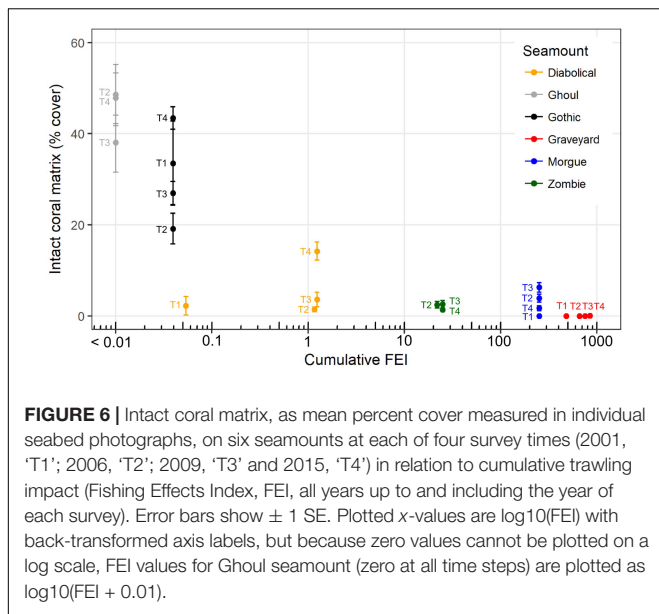 60
40
20
0
Intact coral matrix (% cover)
T2
T4
T3
T4
T1
T3
T2
T1
T4
T3
T2
T2
T3
T4
T3
T2
T4
T1
T1 T2 T3 T4
Seamount
Diabolical
Ghoul
Gothic
Graveyard
Morgue
Zombie
< 0.01
0.1
1
10
100
1000
Cumulative FEI
FIGURE 6 | Intact coral matrix, as mean percent cover measured in individual
seabed photographs, on six seamounts at each of four survey times (2001,
‘T1’; 2006, ‘T2’; 2009, ‘T3’ and 2015, ‘T4’) in relation to cumulative trawling
impact (Fishing Effects Index, FEI, all years up to and including the year of
each survey). Error bars show ± 1 SE. Plotted x-values are log10(FEI) with
back-transformed axis labels, but because zero values cannot be plotted on a
log scale, FEI values for Ghoul seamount (zero at all time steps) are plotted as
log10(FEI + 0.01).